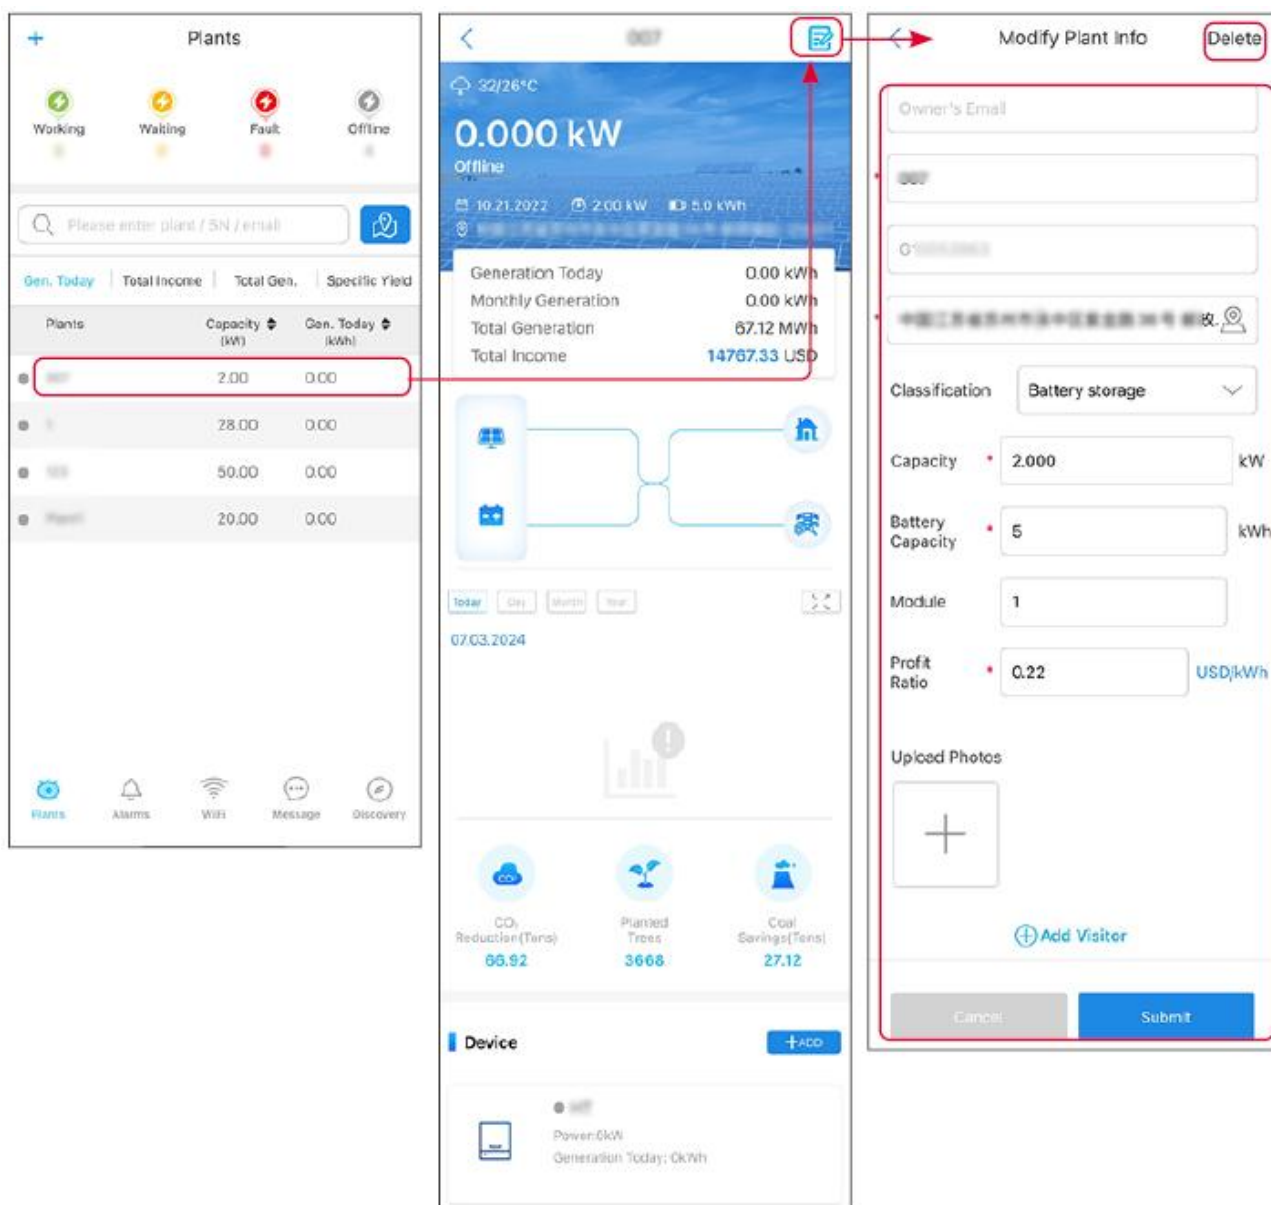 Plants
Working
Waiting
Fault
Offline
Please enter plant / SN / email
Gen. Today
Total Income
Total Gen.
Specific Yield
Plants
Capacity
(kW)
Gen. Today
(kWh)
2.00
0.00
28.00
0.00
50.00
0.00
20.00
0.00
Plants
Alarms
WiFi
Message
Discovery
007
32/26°C
0.000 kW
Offline
10.21.2022
2.00 kW
5.0 kWh
Generation Today
0.00 kWh
Monthly Generation
0.00 kWh
Total Generation
67.12 MWh
Total Income
14767.33 USD
Today
Day
Month
Year
07.03.2024
CO₂
Reduction(Tons)
66.92
Planted
Trees
3668
Coal
Savings(Tons)
27.12
Device
+ADD
Power:0kW
Generation Today: 0kWh
Modify Plant Info
Delete
Owner's Email
007
Classification
Battery storage
Capacity
*
2.000
kW
Battery
Capacity
*
5
kWh
Module
1
Profit
Ratio
*
0.22
USD/kWh
Upload Photos
Add Visitor
Cancel
Submit